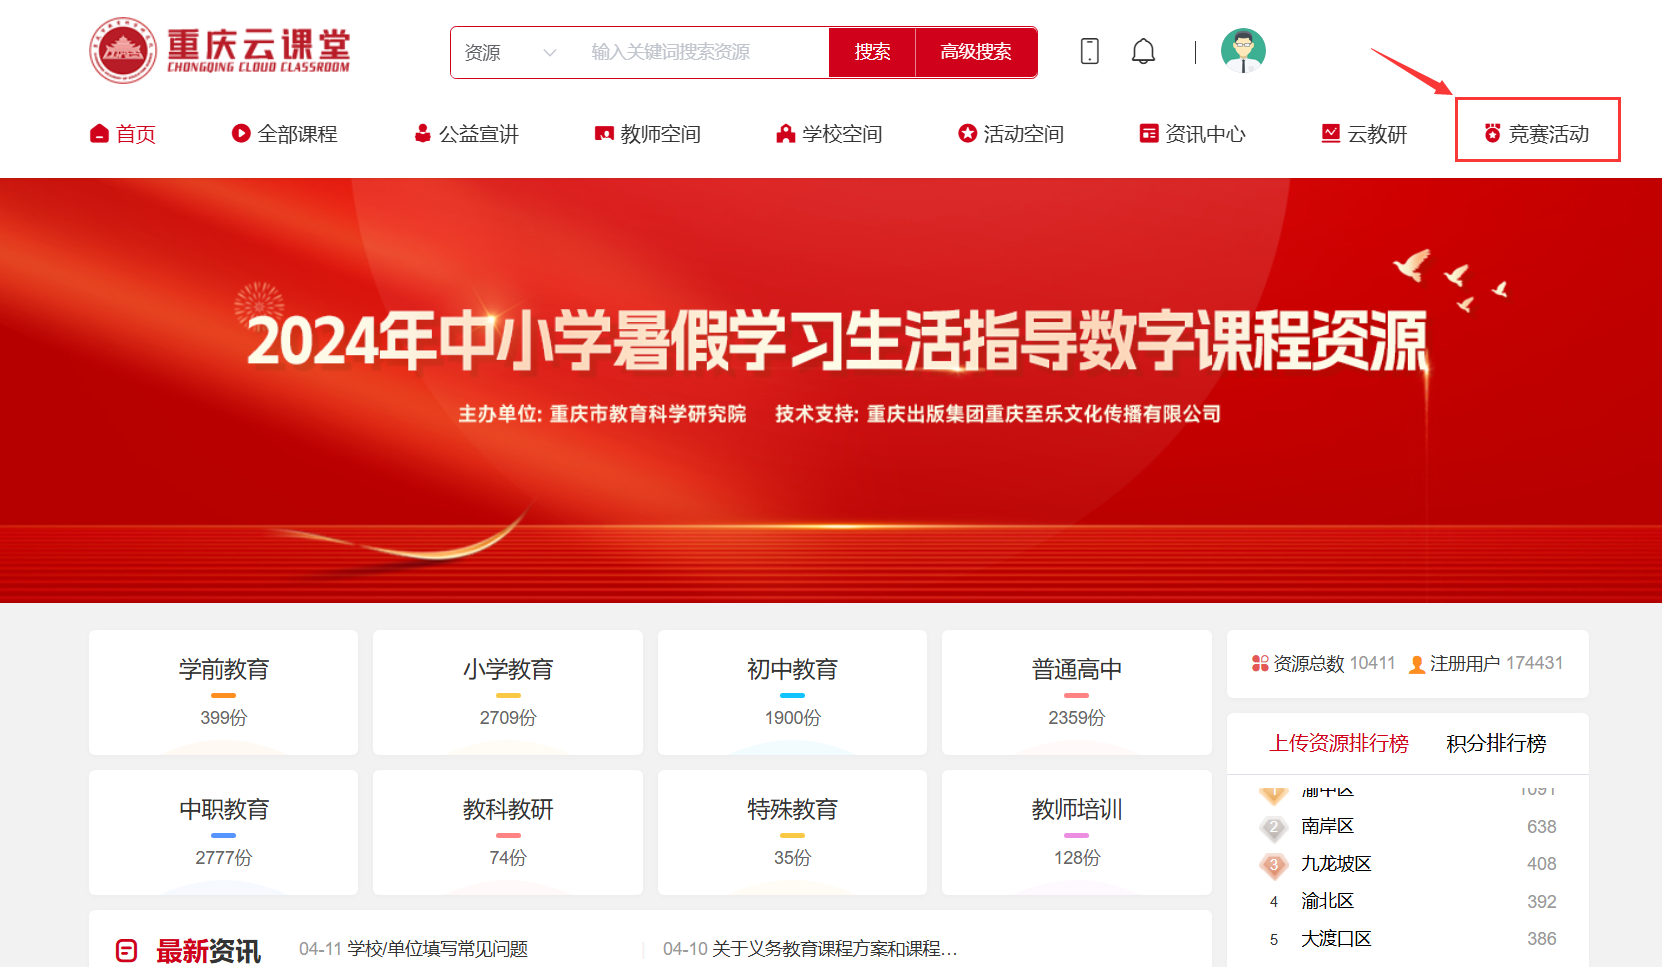 重庆云课堂
CHONGQING CLOUD CLASSROOM
资源 输入关键词搜索资源 搜索 高级搜索
首页 全部课程 公益宣讲 教师空间 学校空间 活动空间 资讯中心 云教研 竞赛活动
2024年中小学暑假学习生活指导数字课程资源
主办单位: 重庆市教育科学研究院 技术支持: 重庆出版集团重庆至乐文化传播有限公司
学前教育 小学教育 初中教育 普通高中
399份 2709份 1900份 2359份
中职教育 教科教研 特殊教育 教师培训
2777份 74份 35份 128份
资源总数 10411 注册用户 174431
上传资源排行榜 积分排行榜
1 渝中区 1091
2 南岸区 638
3 九龙坡区 408
4 渝北区 392
5 大渡口区 386
最新资讯 04-11 学校/单位填写常见问题 04-10 关于义务教育课程方案和课程…